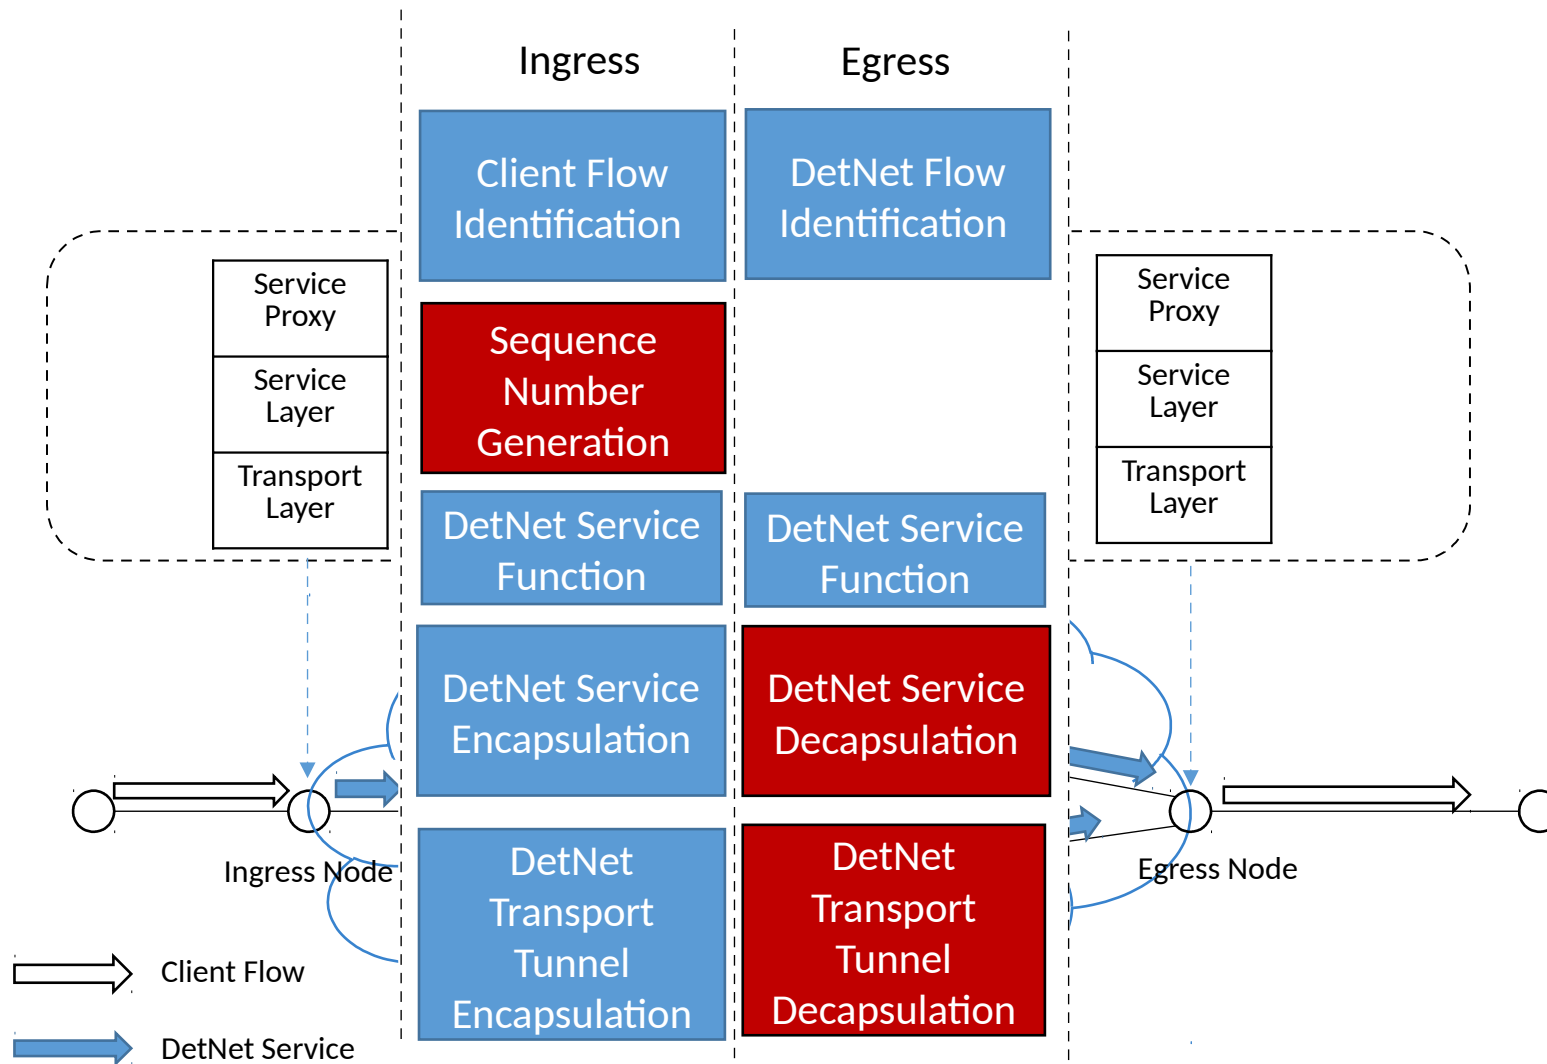 Ingress
Egress
Client Flow
Identification
DetNet Flow
Identification
Service
Proxy
Service
Layer
Transport
Layer
Sequence
Number
Generation
Service
Proxy
Service
Layer
Transport
Layer
DetNet Service
Function
DetNet Service
Function
DetNet Service
Encapsulation
DetNet Service
Decapsulation
Ingress Node
DetNet
Transport
Tunnel
Encapsulation
DetNet
Transport
Tunnel
Decapsulation
Egress Node
Client Flow
DetNet Service